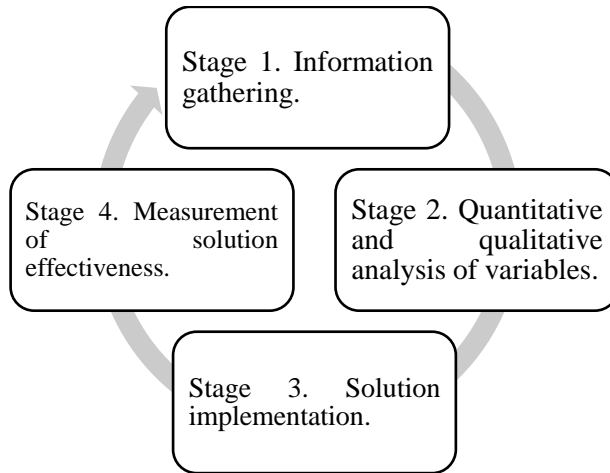 Stage 1. Information
gathering.
Stage 2. Quantitative
and qualitative
analysis of variables.
Stage 3. Solution
implementation.
Stage 4. Measurement
of solution
effectiveness.